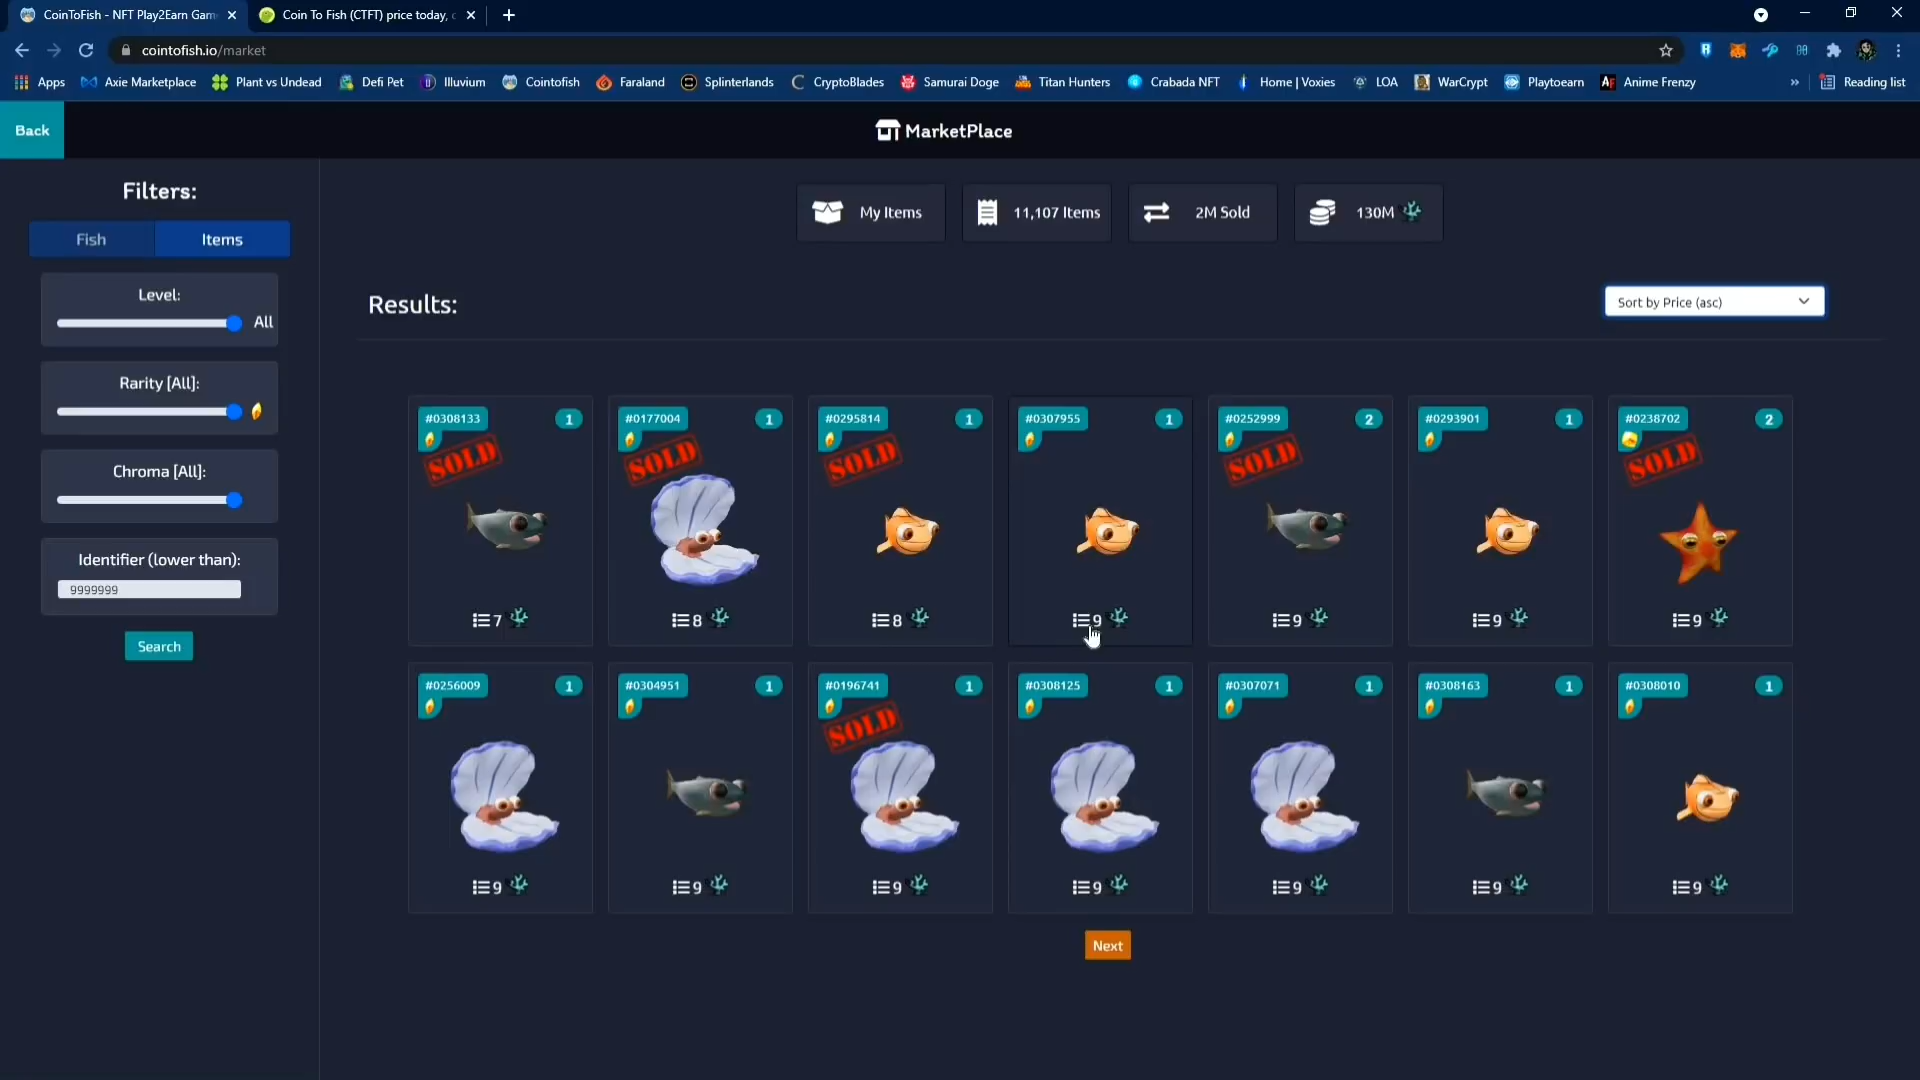 CoinToFish - NFT Play2Earn Gam
Coin To Fish (CTFT) price today, c
cointofish.io/market
Apps
Axie Marketplace
Plant vs Undead
Defi Pet
Illuvium
Cointofish
Faraland
Splinterlands
CryptoBlades
Samurai Doge
Titan Hunters
Crabada NFT
Home | Voxies
LOA
WarCrypt
Playtoearn
AF Anime Frenzy
»
Reading list
Back
MarketPlace
Filters:
Fish
Items
Level:
All
Rarity [All]:
Chroma [All]:
Identifier (lower than):
9999999
Search
My Items
11,107 Items
2M Sold
130M
Results:
Sort by Price (asc)
#0308133 1
SOLD
7
#0177004 1
SOLD
8
#0295814 1
SOLD
8
#0307955 1
9
#0252999 2
SOLD
9
#0293901 1
9
#0238702 2
SOLD
9
#0256009 1
9
#0304951 1
9
#0196741 1
SOLD
9
#0308125 1
9
#0307071 1
9
#0308163 1
9
#0308010 1
9
Next